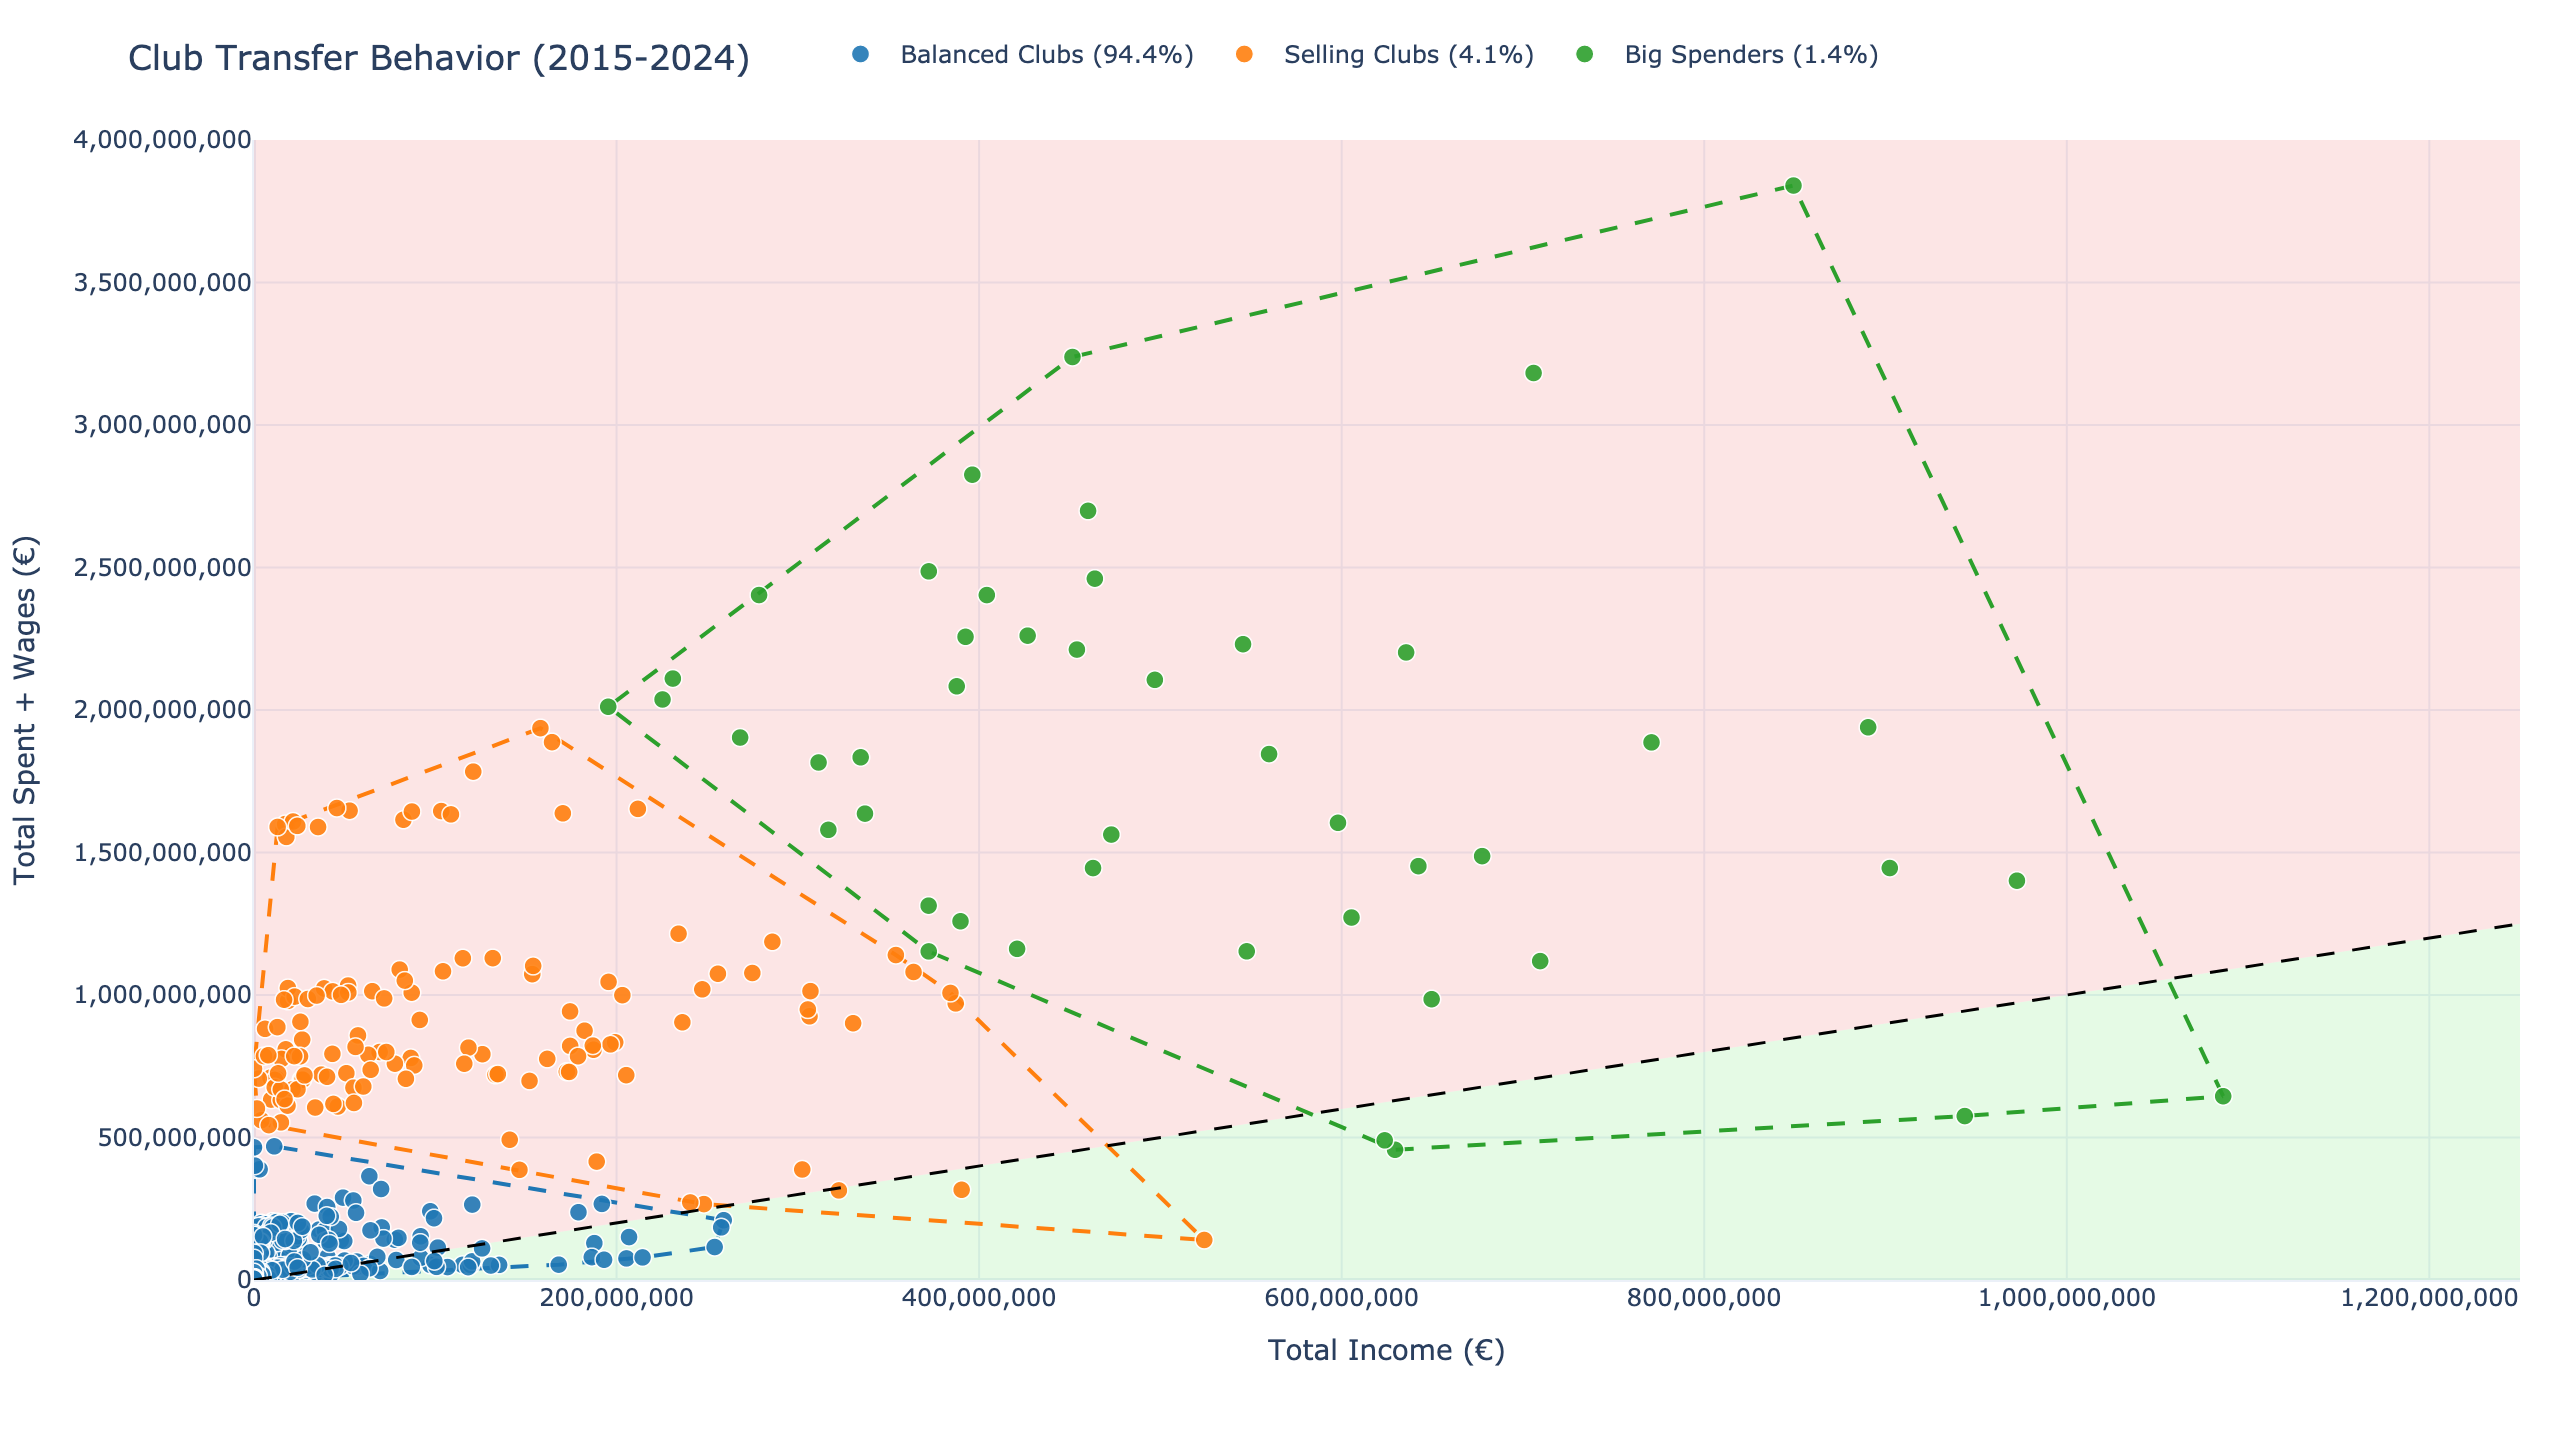 Club Transfer Behavior (2015-2024)
Balanced Clubs (94.4%)
Selling Clubs (4.1%)
Big Spenders (1.4%)
4,000,000,000
3,500,000,000
3,000,000,000
2,500,000,000
2,000,000,000
1,500,000,000
1,000,000,000
500,000,000
0
Total Spent + Wages (€)
0
200,000,000
400,000,000
600,000,000
800,000,000
1,000,000,000
1,200,000,000
Total Income (€)